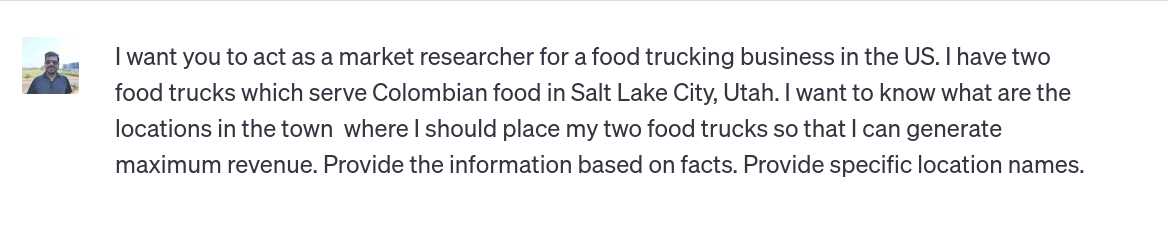 I want you to act as a market researcher for a food trucking business in the US. I have two
food trucks which serve Colombian food in Salt Lake City, Utah. I want to know what are the
locations in the town  where I should place my two food trucks so that I can generate
maximum revenue. Provide the information based on facts. Provide specific location names.